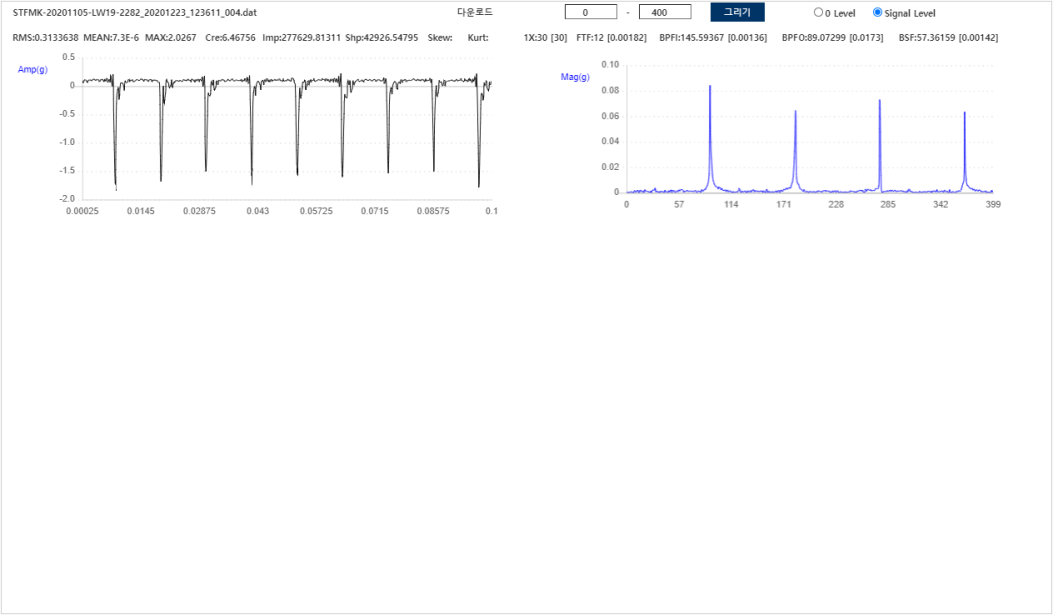 STFMK-20201105-LW19-2282_20201223_123611_004.dat 다운로드 0 - 400 그리기 0 Level Signal Level
RMS:0.3133638 MEAN:7.3E-6 MAX:2.0267 Cre:6.46756 Imp:277629.81311 Shp:42926.54795 Skew: Kurt: 1X:30 [30] FTF:12 [0.00182] BPFI:145.59367 [0.00136] BPFO:89.07299 [0.0173] BSF:57.36159 [0.00142]
Amp(g)
0.5
0
-0.5
-1.0
-1.5
-2.0
0.00025 0.0145 0.02875 0.043 0.05725 0.0715 0.08575 0.1
Mag(g)
0.10
0.08
0.06
0.04
0.02
0
0 57 114 171 228 285 342 399